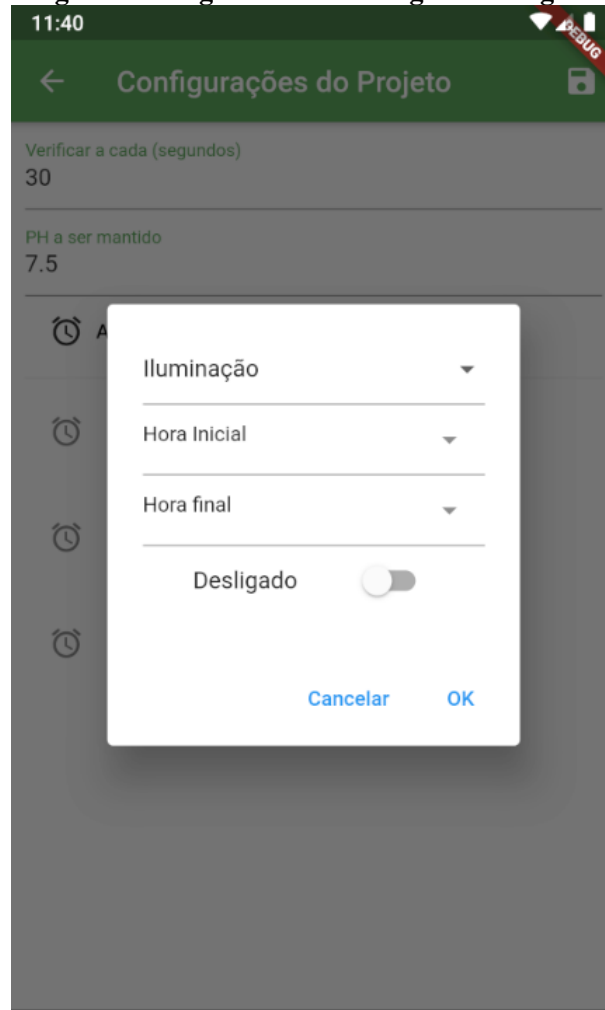 11:40
DEBUG
Configurações do Projeto
Verificar a cada (segundos)
30
PH a ser mantido
7.5
Iluminação
Hora Inicial
Hora final
Desligado
Cancelar OK